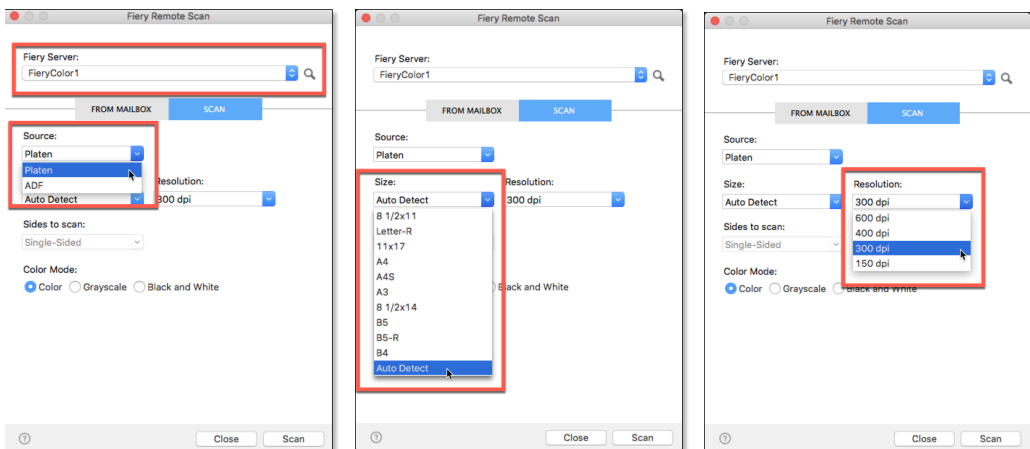 Fiery Remote Scan
Fiery Server:
FieryColor1
FROM MAILBOX SCAN
Source:
Platen
Platen
ADF
Resolution:
Auto Detect 300 dpi
Sides to scan:
Single-Sided
Color Mode:
Color Grayscale Black and White
? Close Scan
Fiery Remote Scan
Fiery Server:
FieryColor1
FROM MAILBOX SCAN
Source:
Platen
Size: Resolution:
Auto Detect 300 dpi
8 1/2x11
Letter-R
11x17
A4
A4S
A3
Black and White
8 1/2x14
B5
B5-R
B4
Auto Detect
? Close Scan
Fiery Remote Scan
Fiery Server:
FieryColor1
FROM MAILBOX SCAN
Source:
Platen
Size: Resolution:
Auto Detect 300 dpi
600 dpi
Sides to scan: 400 dpi
Single-Sided 300 dpi
150 dpi
Color Mode:
Color Grayscale Black and White
? Close Scan